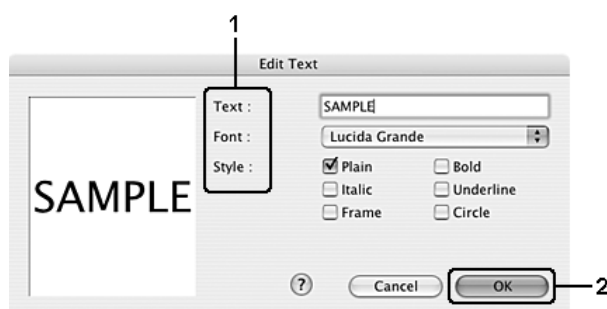 1
Edit Text
Text : SAMPLE
Font : Lucida Grande
Style : Plain Bold
Italic Underline
Frame Circle
SAMPLE
? Cancel OK 2